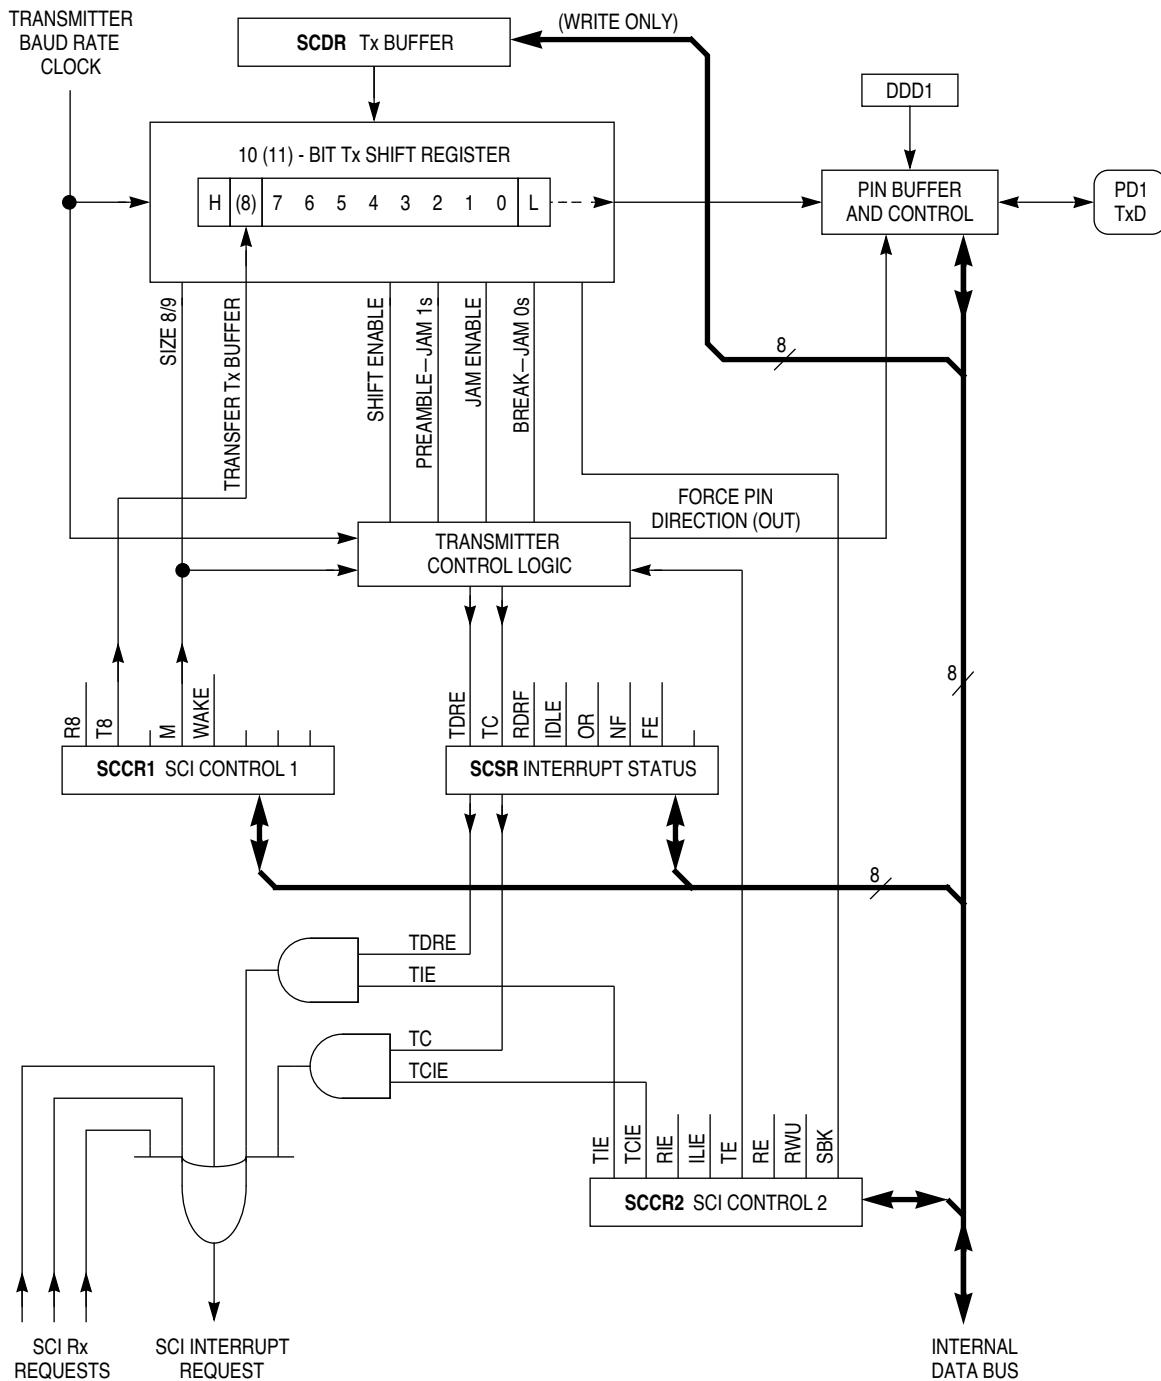 TRANSMITTER
BAUD RATE
CLOCK
SCDR Tx BUFFER
(WRITE ONLY)
DDD1
10 (11) - BIT Tx SHIFT REGISTER
H (8) 7 6 5 4 3 2 1 0 L
PIN BUFFER
AND CONTROL
PD1
TxD
SIZE 8/9
TRANSFER Tx BUFFER
SHIFT ENABLE
PREAMBLE—JAM 1s
JAM ENABLE
BREAK—JAM 0s
8
FORCE PIN
DIRECTION (OUT)
TRANSMITTER
CONTROL LOGIC
8
R8
T8
M
WAKE
TDRE
TC
RDRF
IDLE
OR
NF
FE
SCCR1 SCI CONTROL 1
SCSR INTERRUPT STATUS
8
TDRE
TIE
TC
TCIE
TIE
TCIE
RIE
ILIE
TE
RE
RWU
SBK
SCCR2 SCI CONTROL 2
SCI Rx
REQUESTS
SCI INTERRUPT
REQUEST
INTERNAL
DATA BUS